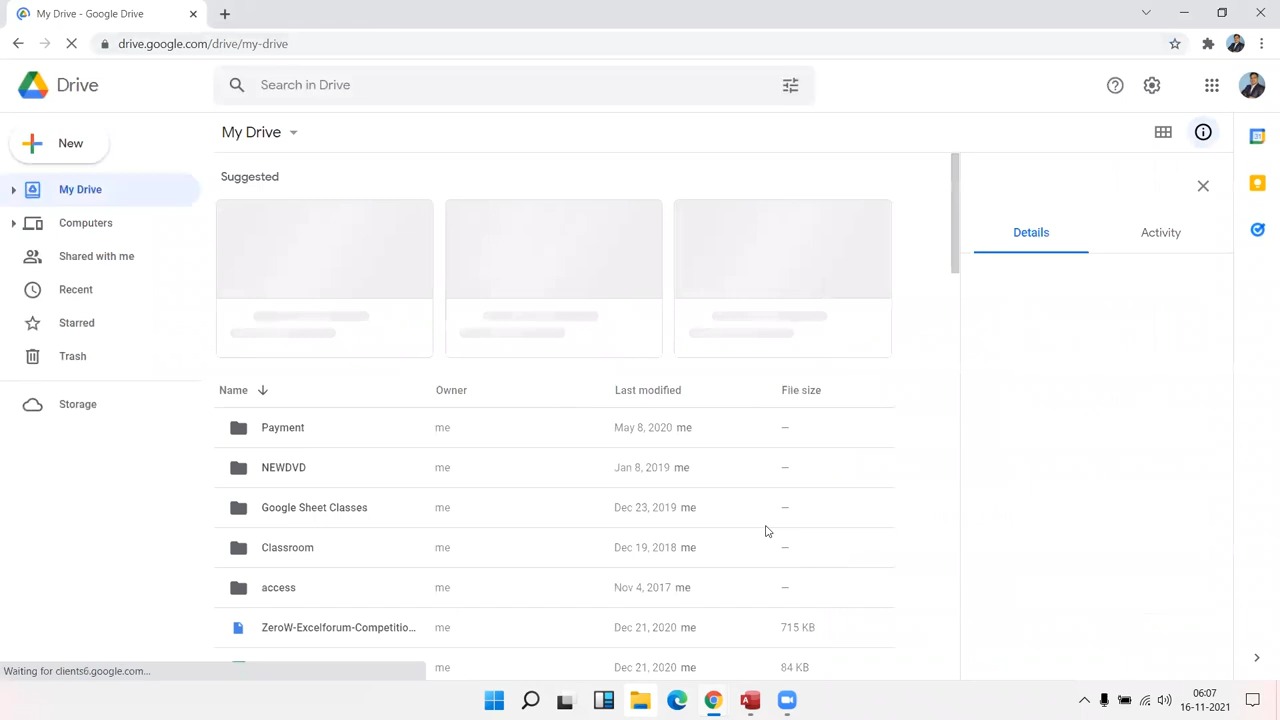 My Drive - Google Drive
drive.google.com/drive/my-drive
Drive
Search in Drive
New
My Drive
My Drive
Computers
Shared with me
Recent
Starred
Trash
Storage
Suggested
Details
Activity
Name
Owner
Last modified
File size
Payment
me
May 8, 2020 me
–
NEWDVD
me
Jan 8, 2019 me
–
Google Sheet Classes
me
Dec 23, 2019 me
–
Classroom
me
Dec 19, 2018 me
–
access
me
Nov 4, 2017 me
–
ZeroW-Excelforum-Competitio...
me
Dec 21, 2020 me
715 KB
me
Dec 21, 2020 me
84 KB
Waiting for clients6.google.com...
06:07
16-11-2021